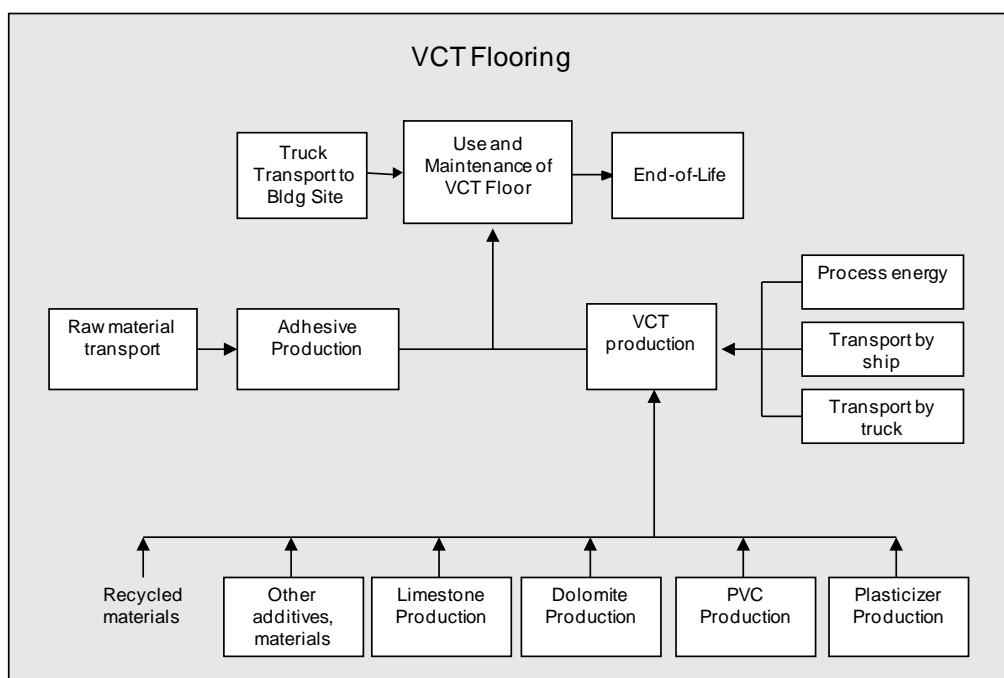 VCT Flooring
Truck
Transport to
Bldg Site
Use and
Maintenance of
VCT Floor
End-of-Life
Raw material
transport
Adhesive
Production
VCT
production
Process energy
Transport by
ship
Transport by
truck
Recycled
materials
Other
additives,
materials
Limestone
Production
Dolomite
Production
PVC
Production
Plasticizer
Production